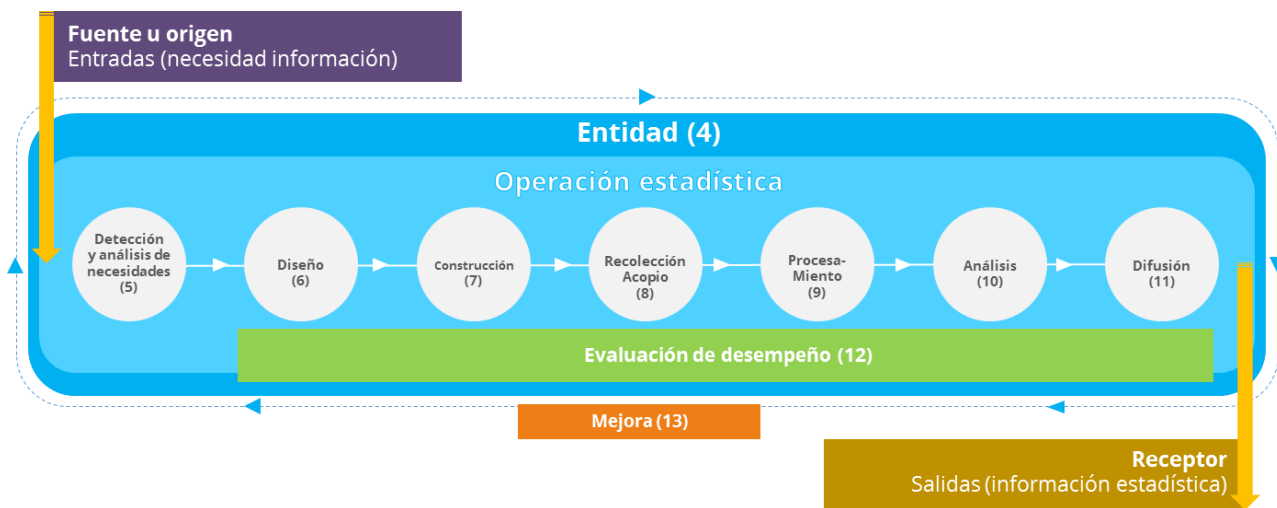 Fuente u origen
Entradas (necesidad información)
Entidad (4)
Operación estadística
Detección
y análisis de
necesidades
(5)
Diseño
(6)
Construcción
(7)
Recolección
Acopio
(8)
Procesa-
Miento
(9)
Análisis
(10)
Difusión
(11)
Evaluación de desempeño (12)
Mejora (13)
Receptor
Salidas (información estadística)